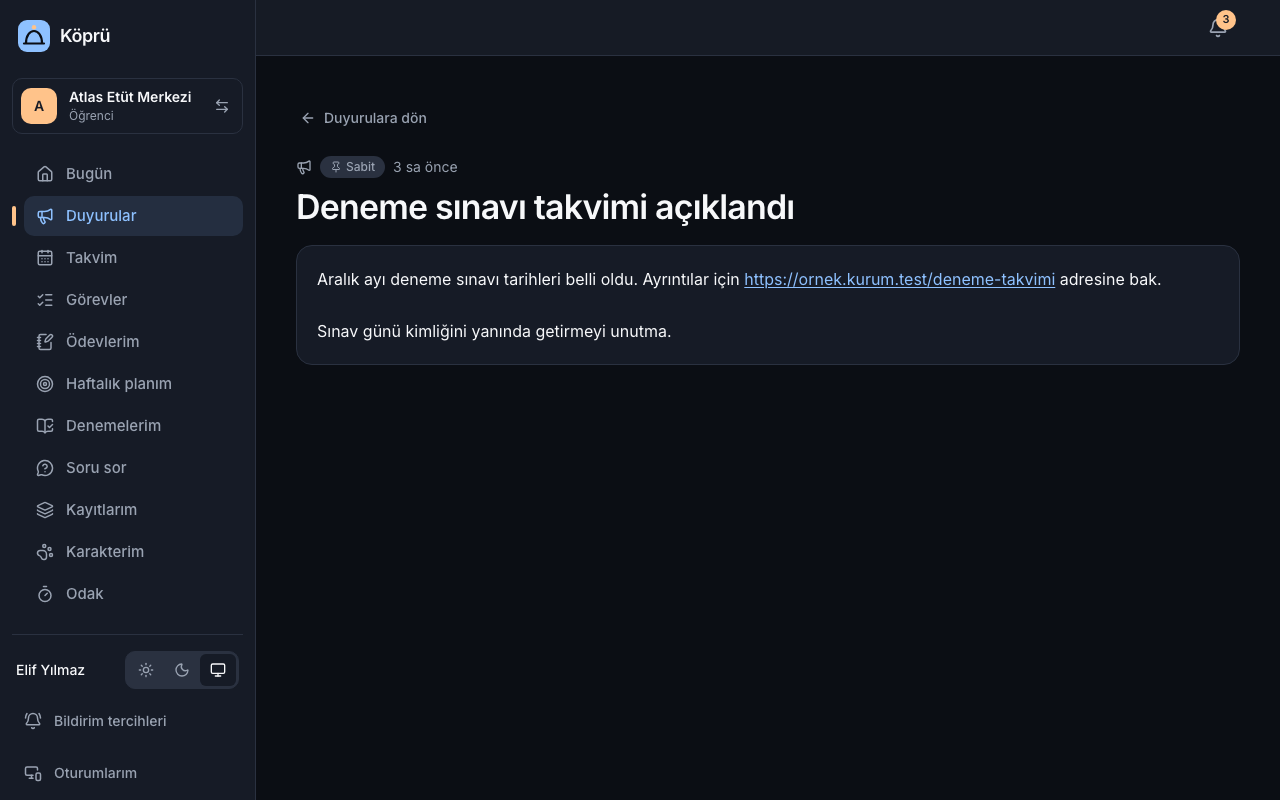 Köprü
A
Atlas Etüt Merkezi
Öğrenci
Bugün
Duyurular
Takvim
Görevler
Ödevlerim
Haftalık planım
Denemelerim
Soru sor
Kayıtlarım
Karakterim
Odak
Elif Yılmaz
Bildirim tercihleri
Oturumlarım
3
Duyurulara dön
Sabit 3 sa önce
Deneme sınavı takvimi açıklandı
Aralık ayı deneme sınavı tarihleri belli oldu. Ayrıntılar için https://ornek.kurum.test/deneme-takvimi adresine bak.
Sınav günü kimliğini yanında getirmeyi unutma.